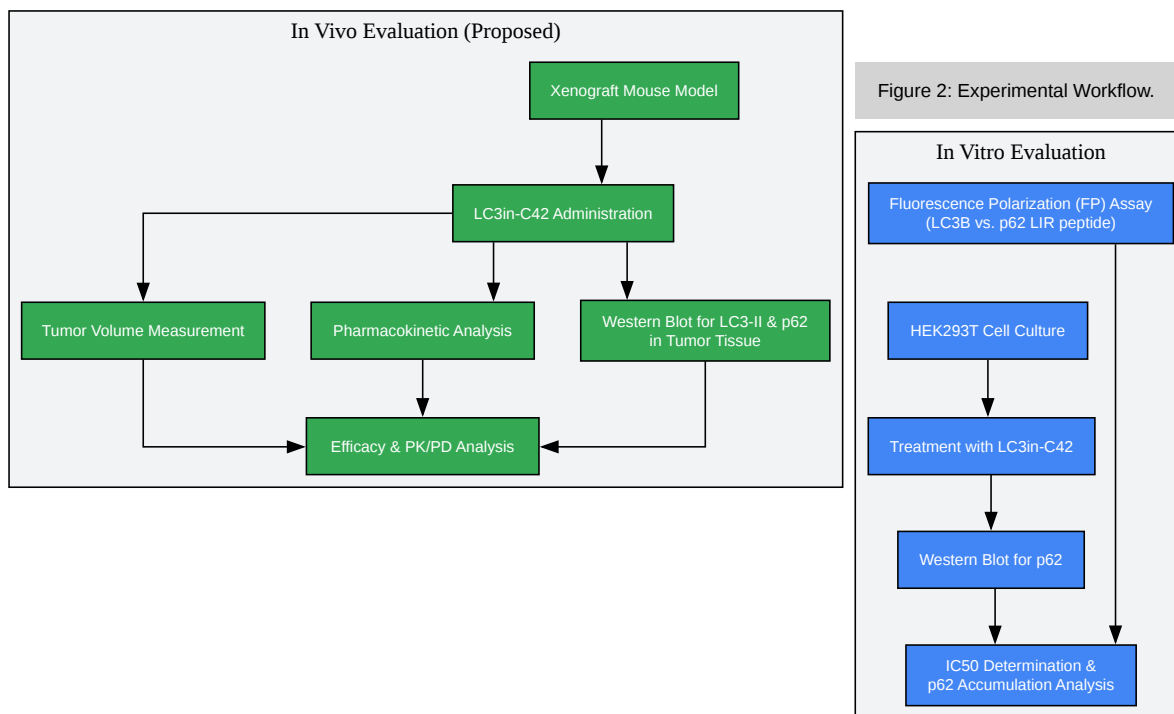 In Vivo Evaluation (Proposed)
Xenograft Mouse Model
LC3in-C42 Administration
Tumor Volume Measurement
Pharmacokinetic Analysis
Western Blot for LC3-II & p62
in Tumor Tissue
Efficacy & PK/PD Analysis
Figure 2: Experimental Workflow.
In Vitro Evaluation
Fluorescence Polarization (FP) Assay
(LC3B vs. p62 LIR peptide)
HEK293T Cell Culture
Treatment with LC3in-C42
Western Blot for p62
IC50 Determination &
p62 Accumulation Analysis